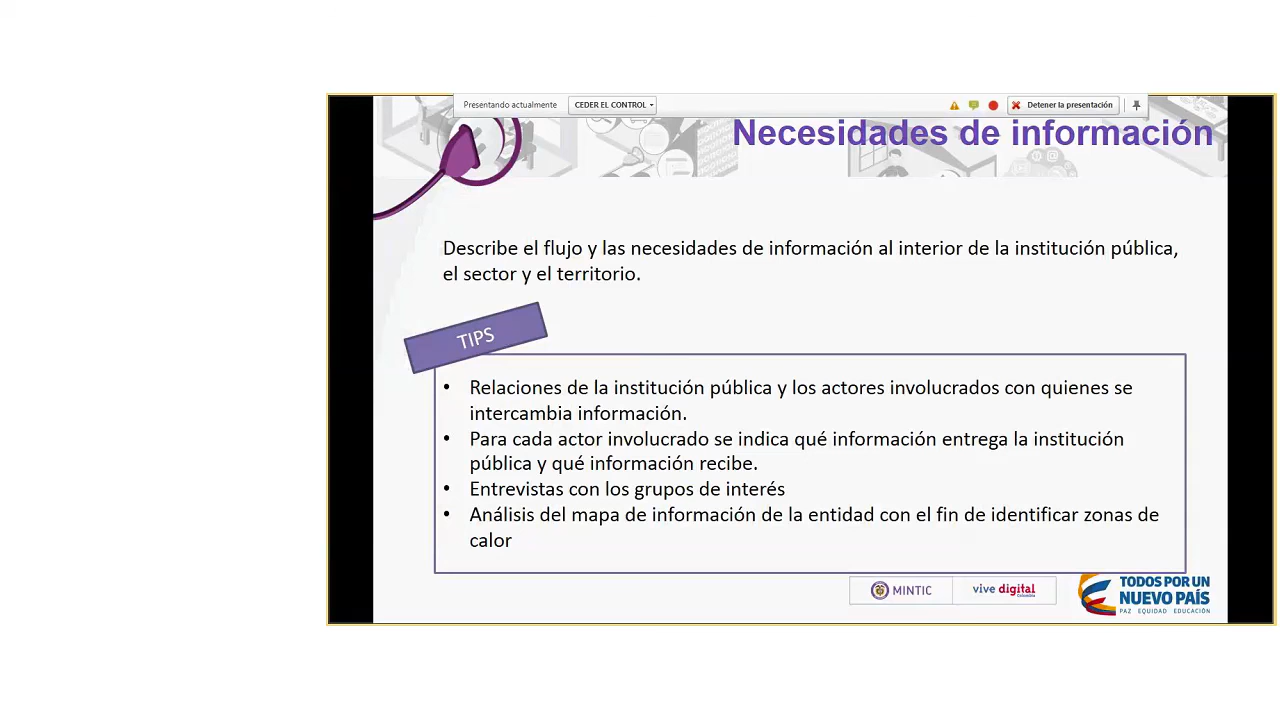 Presentando actualmente
CEDER EL CONTROL
Detener la presentación
Necesidades de información
Describe el flujo y las necesidades de información al interior de la institución pública,
el sector y el territorio.
TIPS
• Relaciones de la institución pública y los actores involucrados con quienes se
intercambia información.
• Para cada actor involucrado se indica qué información entrega la institución
pública y qué información recibe.
• Entrevistas con los grupos de interés
• Análisis del mapa de información de la entidad con el fin de identificar zonas de
calor
MINTIC
vive digital
Colombia
TODOS POR UN
NUEVO PAÍS
PAZ EQUIDAD EDUCACIÓN